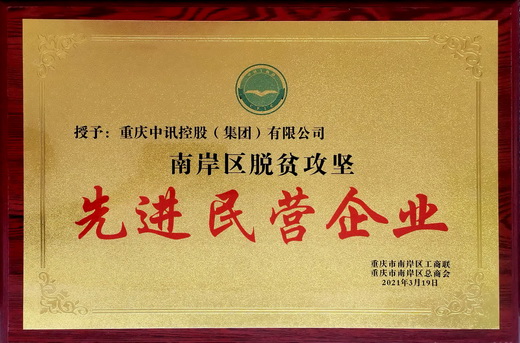 授予：重庆中讯控股（集团）有限公司
南岸区脱贫攻坚
先进民营企业
重庆市南岸区工商联
重庆市南岸区总商会
2021年3月19日